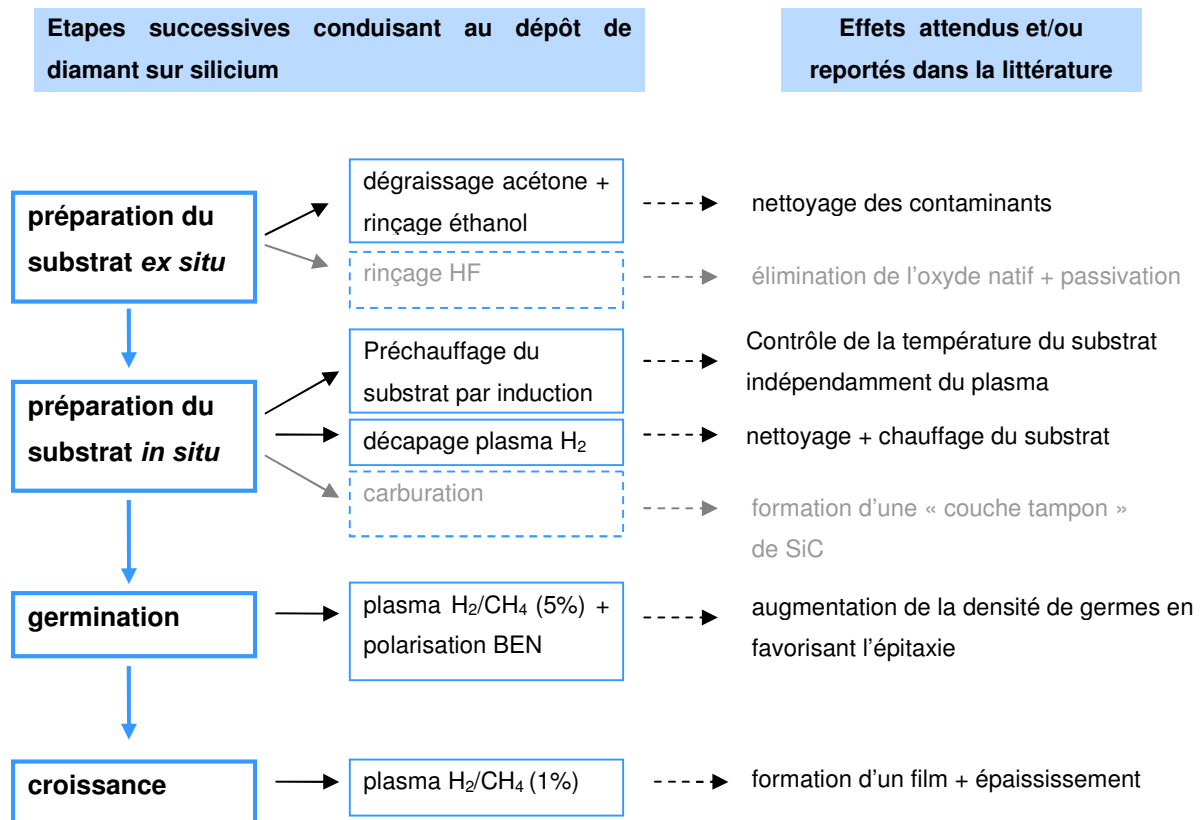 Etapes successives conduisant au dépôt de
diamant sur silicium
Effets attendus et/ou
reportés dans la littérature
préparation du
substrat ex situ
dégraissage acétone +
rinçage éthanol
nettoyage des contaminants
rinçage HF
élimination de l’oxyde natif + passivation
préparation du
substrat in situ
Préchauffage du
substrat par induction
Contrôle de la température du substrat
indépendamment du plasma
décapage plasma H₂
nettoyage + chauffage du substrat
carburation
formation d’une « couche tampon »
de SiC
germination
plasma H₂/CH₄ (5%) +
polarisation BEN
augmentation de la densité de germes en
favorisant l’épitaxie
croissance
plasma H₂/CH₄ (1%)
formation d’un film + épaississement